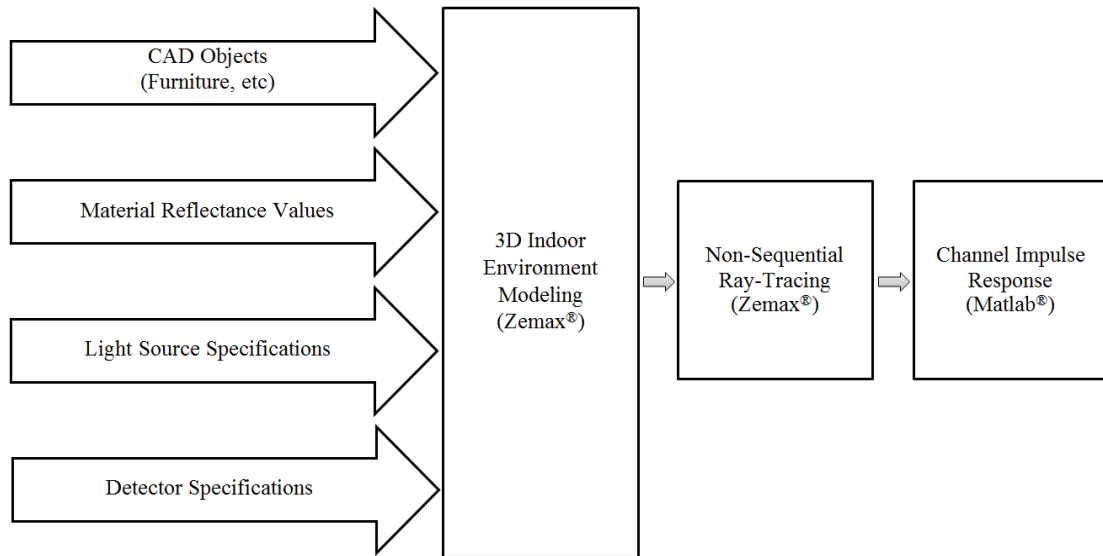 CAD Objects
(Furniture, etc)
Material Reflectance Values
Light Source Specifications
Detector Specifications
3D Indoor
Environment
Modeling
(Zemax®)
Non-Sequential
Ray-Tracing
(Zemax®)
Channel Impulse
Response
(Matlab®)